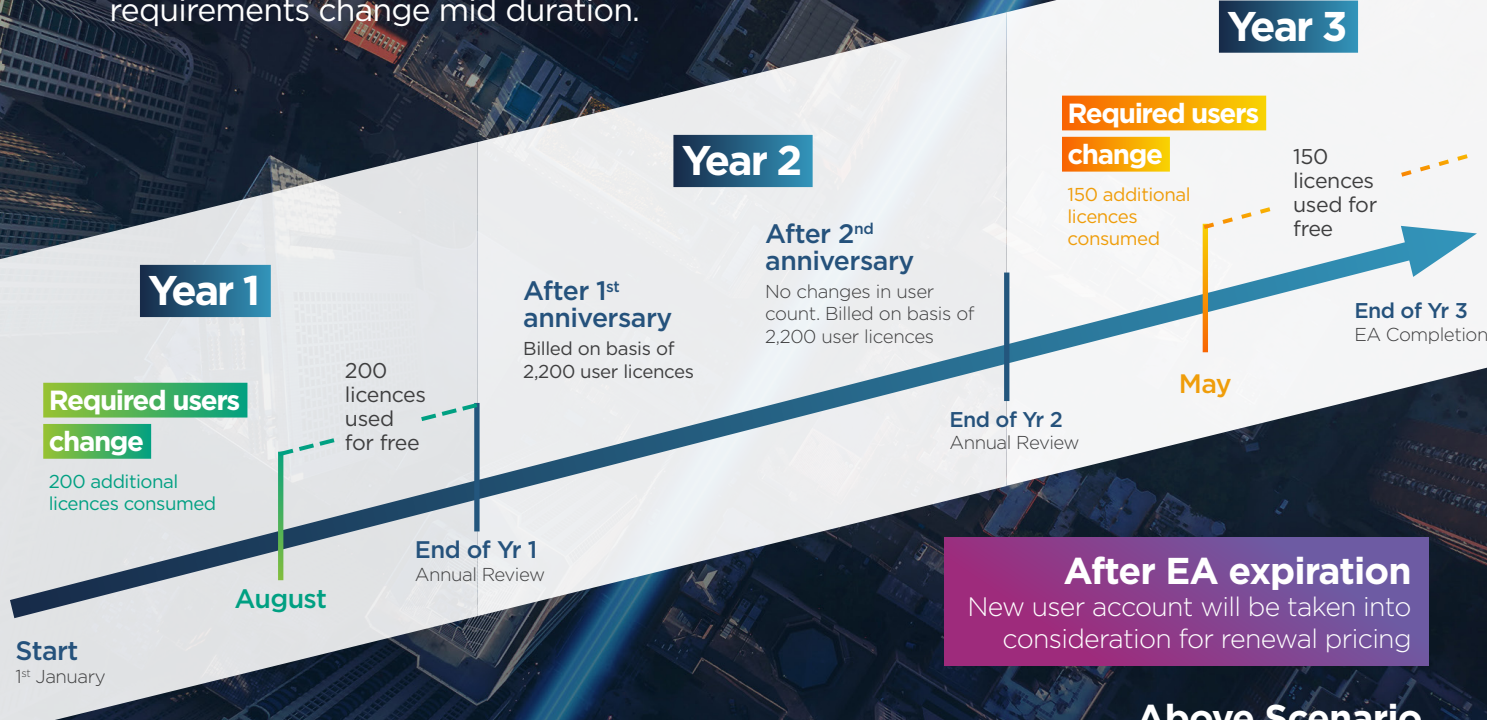 requirements change mid duration.
Year 1
Required users
change
200 additional
licences consumed
200
licences
used
for free
August
Start
1st January
End of Yr 1
Annual Review
Year 2
After 1st
anniversary
Billed on basis of
2,200 user licences
After 2nd
anniversary
No changes in user
count. Billed on basis of
2,200 user licences
End of Yr 2
Annual Review
Year 3
Required users
change
150 additional
licences
consumed
150
licences
used for
free
May
End of Yr 3
EA Completion
After EA expiration
New user account will be taken into
consideration for renewal pricing
Above Scenario